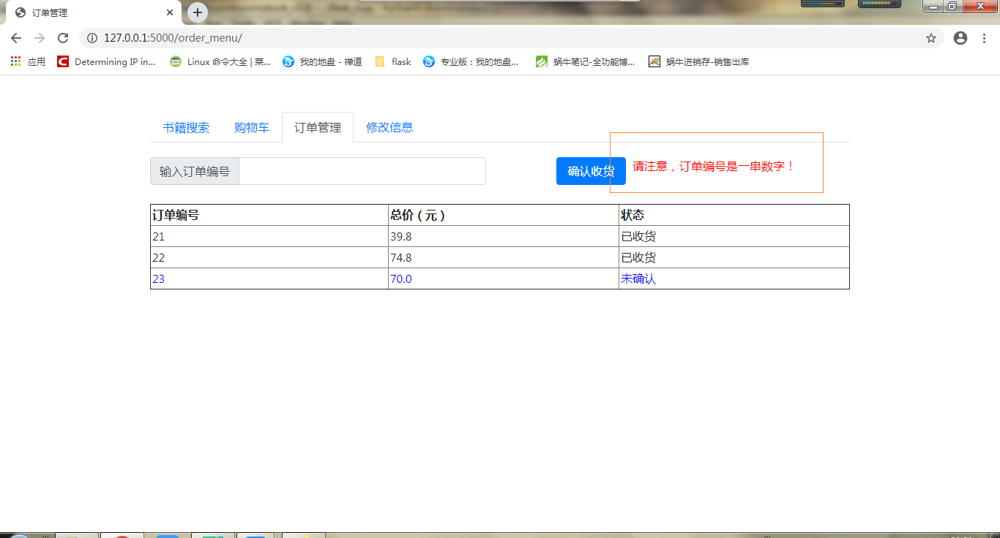 订单管理
127.0.0.1:5000/order_menu/
应用 Determining IP in... Linux 命令大全 | 菜... 我的地盘 - 禅道 flask 专业版：我的地盘... 蜗牛笔记-全功能博... 蜗牛进销存-销售出库
书籍搜索 购物车 订单管理 修改信息
输入订单编号 确认收货 请注意，订单编号是一串数字！
订单编号 总价（元） 状态
21 39.8 已收货
22 74.8 已收货
23 70.0 未确认